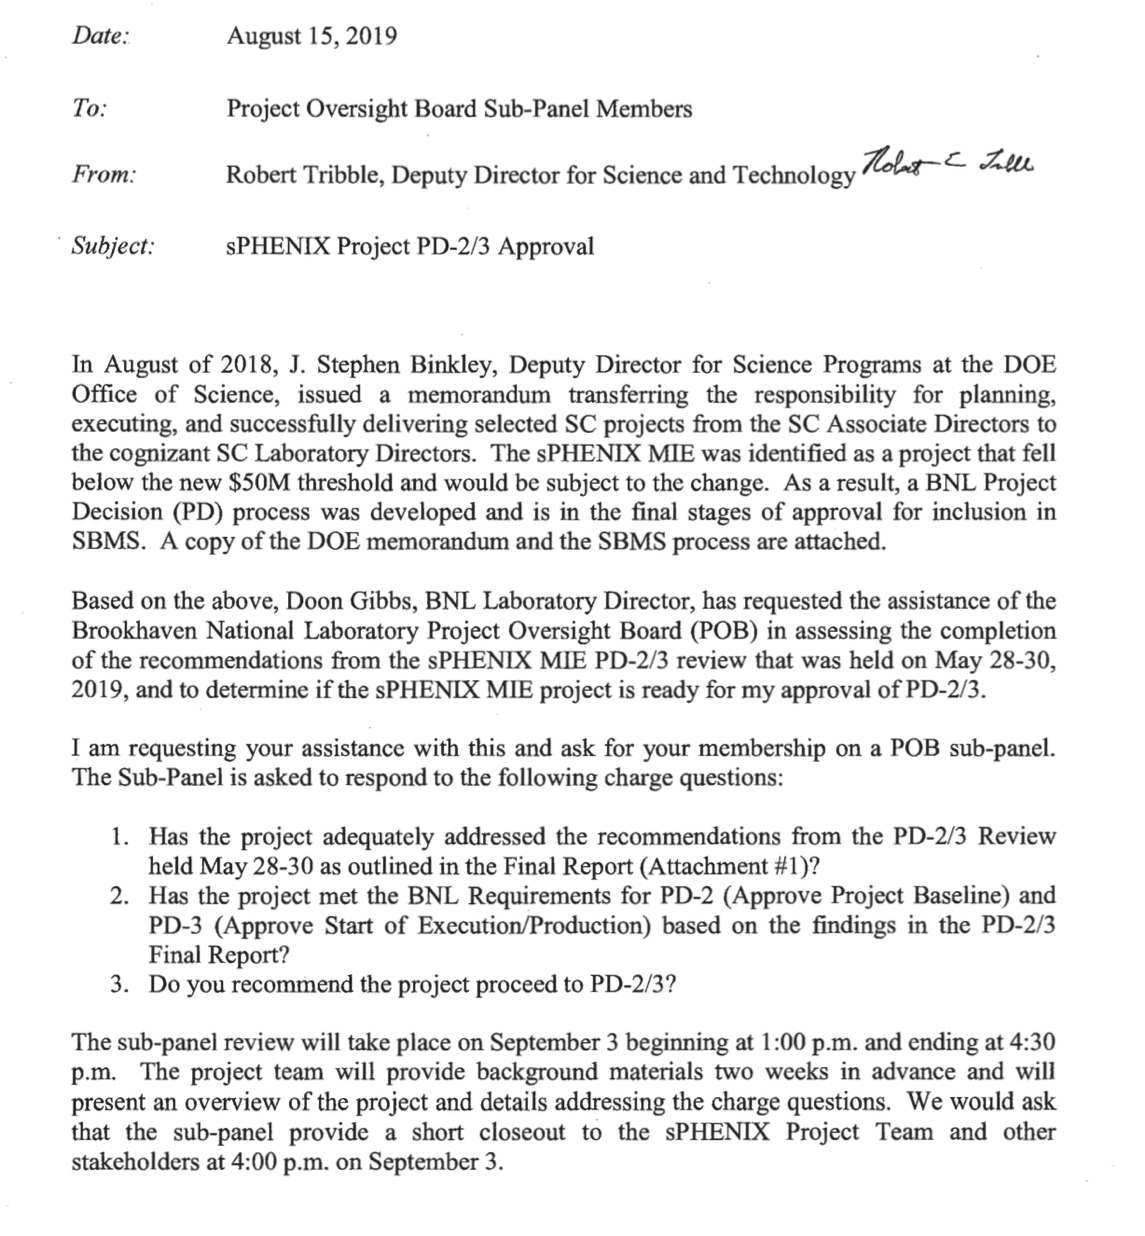 Date: August 15, 2019
To: Project Oversight Board Sub-Panel Members
From: Robert Tribble, Deputy Director for Science and Technology Robert E Tribble
Subject: sPHENIX Project PD-2/3 Approval
In August of 2018, J. Stephen Binkley, Deputy Director for Science Programs at the DOE
Office of Science, issued a memorandum transferring the responsibility for planning,
executing, and successfully delivering selected SC projects from the SC Associate Directors to
the cognizant SC Laboratory Directors. The sPHENIX MIE was identified as a project that fell
below the new $50M threshold and would be subject to the change. As a result, a BNL Project
Decision (PD) process was developed and is in the final stages of approval for inclusion in
SBMS. A copy of the DOE memorandum and the SBMS process are attached.
Based on the above, Doon Gibbs, BNL Laboratory Director, has requested the assistance of the
Brookhaven National Laboratory Project Oversight Board (POB) in assessing the completion
of the recommendations from the sPHENIX MIE PD-2/3 review that was held on May 28-30,
2019, and to determine if the sPHENIX MIE project is ready for my approval of PD-2/3.
I am requesting your assistance with this and ask for your membership on a POB sub-panel.
The Sub-Panel is asked to respond to the following charge questions:
1. Has the project adequately addressed the recommendations from the PD-2/3 Review
held May 28-30 as outlined in the Final Report (Attachment #1)?
2. Has the project met the BNL Requirements for PD-2 (Approve Project Baseline) and
PD-3 (Approve Start of Execution/Production) based on the findings in the PD-2/3
Final Report?
3. Do you recommend the project proceed to PD-2/3?
The sub-panel review will take place on September 3 beginning at 1:00 p.m. and ending at 4:30
p.m. The project team will provide background materials two weeks in advance and will
present an overview of the project and details addressing the charge questions. We would ask
that the sub-panel provide a short closeout to the sPHENIX Project Team and other
stakeholders at 4:00 p.m. on September 3.